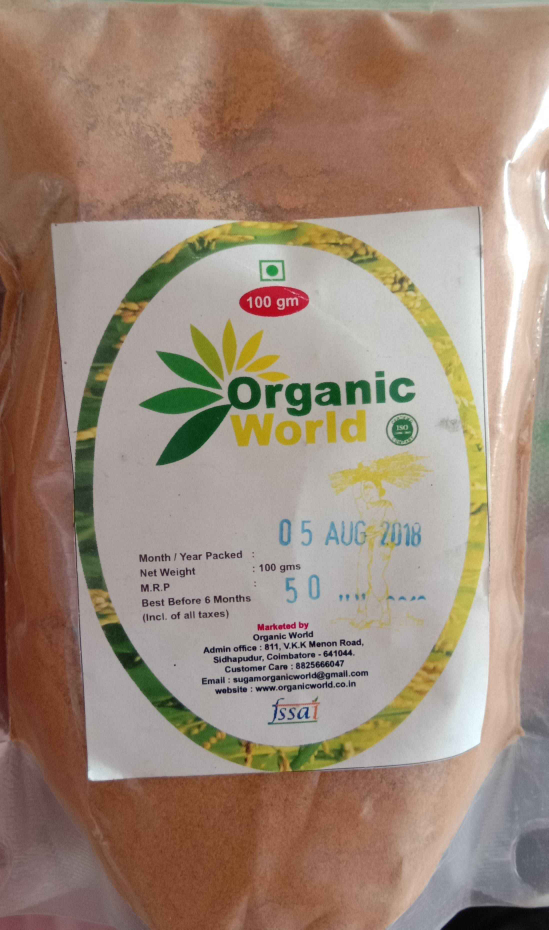 100 gm
Organic
World
ISO
05 AUG 2018
Month / Year Packed :
Net Weight : 100 gms
M.R.P : 50
Best Before 6 Months
(Incl. of all taxes)
Marketed by
Organic World
Admin office : 811, V.K.K Menon Road,
Sidhapudur, Coimbatore - 641044.
Customer Care : 8825666047
Email : sugamorganicworld@gmail.com
website : www.organicworld.co.in
fssai